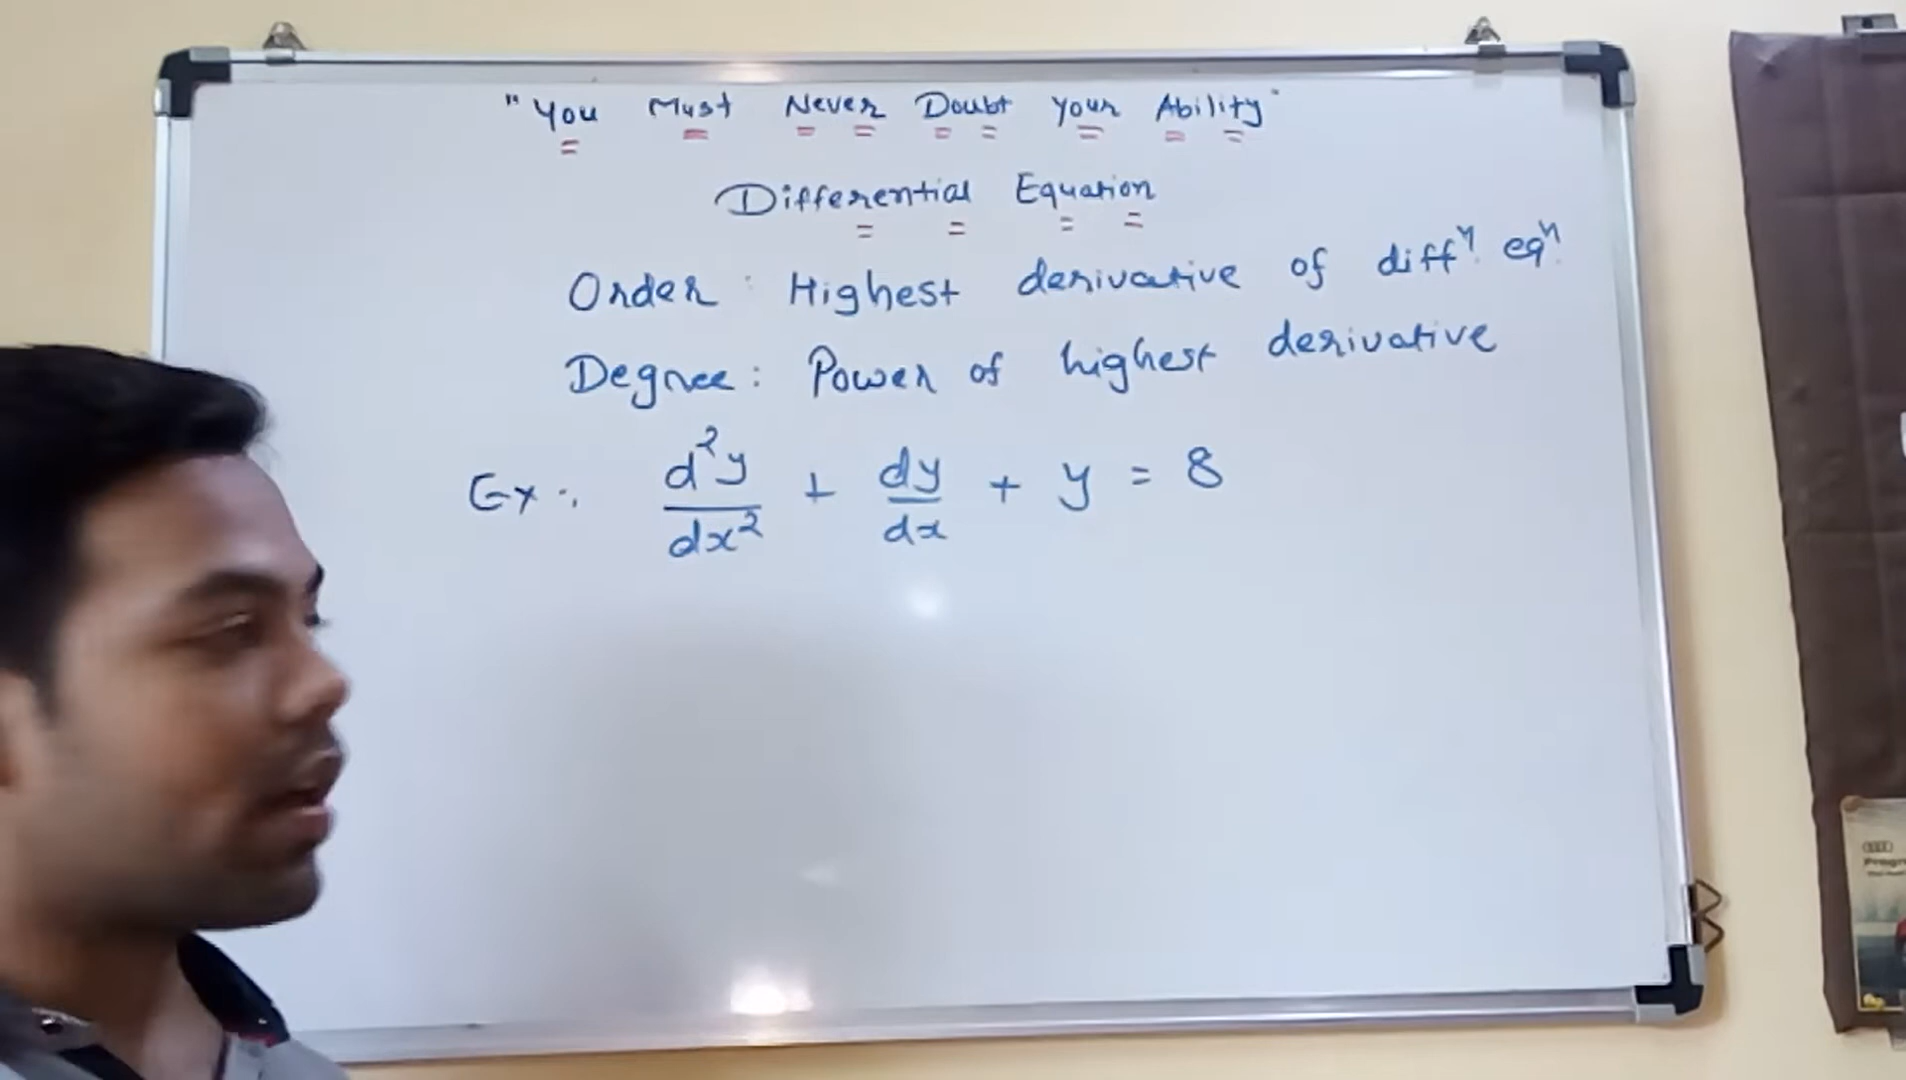 "You Must Never Doubt Your Ability"
Differential Equation
Order: Highest derivative of diffⁿ. eqⁿ.
Degree: Power of highest derivative
Ex:. d²y/dx² + dy/dx + y = 8